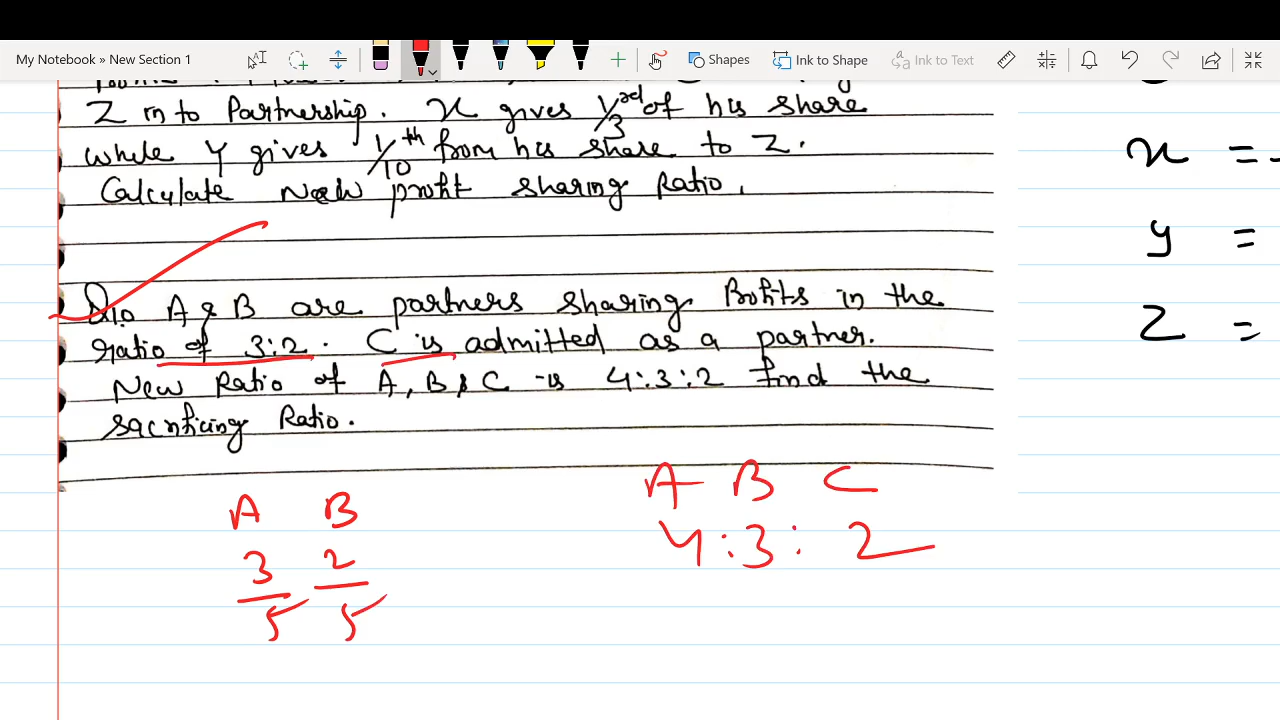 My Notebook » New Section 1
Shapes
Ink to Shape
Ink to Text
Z in to Partnership. X gives 1/3rd of his share
while Y gives 1/10th from his share to Z.
Calculate New profit sharing Ratio.
x =
y =
Z =
Q10 A & B are partners sharing Profits in the
ratio of 3:2. C is admitted as a partner.
New Ratio of A, B & C is 4:3:2 find the
sacrificing Ratio.
A B
3/5 2/5
A B C
4:3:2